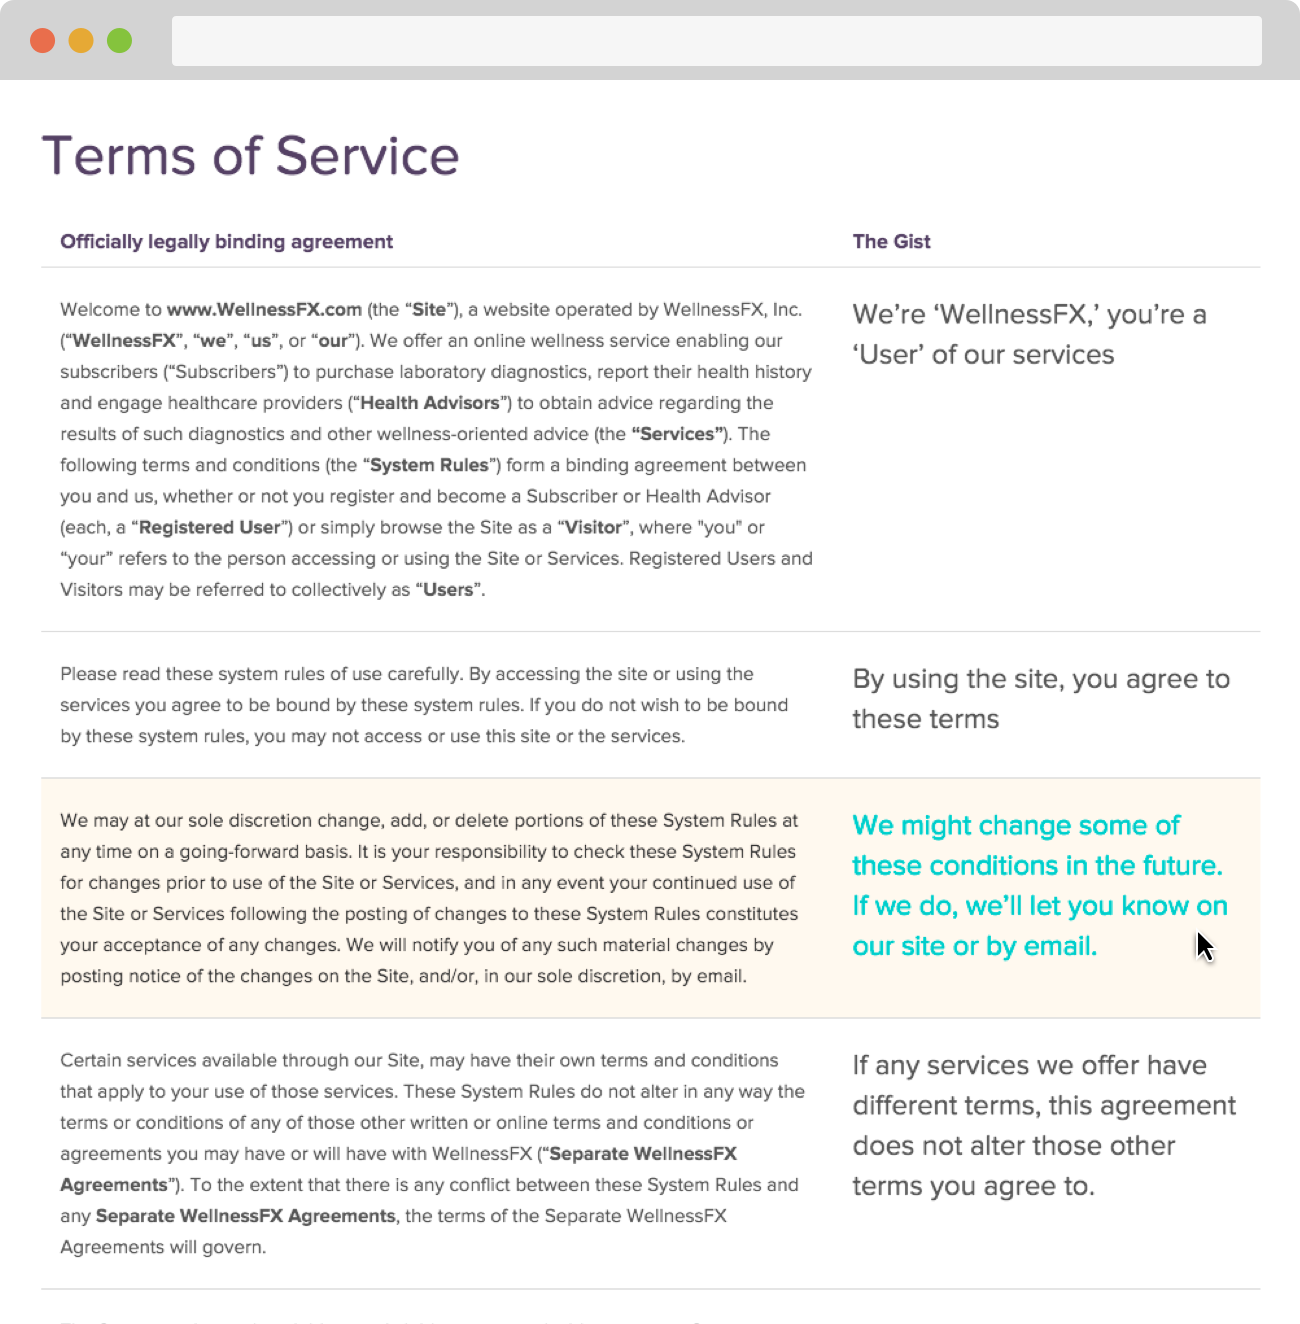 Terms of Service
Officially legally binding agreement
The Gist
Welcome to www.WellnessFX.com (the “Site”), a website operated by WellnessFX, Inc.
(“WellnessFX”, “we”, “us”, or “our”). We offer an online wellness service enabling our
subscribers (“Subscribers”) to purchase laboratory diagnostics, report their health history
and engage healthcare providers (“Health Advisors”) to obtain advice regarding the
results of such diagnostics and other wellness-oriented advice (the “Services”). The
following terms and conditions (the “System Rules”) form a binding agreement between
you and us, whether or not you register and become a Subscriber or Health Advisor
(each, a “Registered User”) or simply browse the Site as a “Visitor”, where "you" or
“your” refers to the person accessing or using the Site or Services. Registered Users and
Visitors may be referred to collectively as “Users”.
We’re ‘WellnessFX,’ you’re a
‘User’ of our services
Please read these system rules of use carefully. By accessing the site or using the
services you agree to be bound by these system rules. If you do not wish to be bound
by these system rules, you may not access or use this site or the services.
By using the site, you agree to
these terms
We may at our sole discretion change, add, or delete portions of these System Rules at
any time on a going-forward basis. It is your responsibility to check these System Rules
for changes prior to use of the Site or Services, and in any event your continued use of
the Site or Services following the posting of changes to these System Rules constitutes
your acceptance of any changes. We will notify you of any such material changes by
posting notice of the changes on the Site, and/or, in our sole discretion, by email.
We might change some of
these conditions in the future.
If we do, we’ll let you know on
our site or by email.
Certain services available through our Site, may have their own terms and conditions
that apply to your use of those services. These System Rules do not alter in any way the
terms or conditions of any of those other written or online terms and conditions or
agreements you may have or will have with WellnessFX (“Separate WellnessFX
Agreements”). To the extent that there is any conflict between these System Rules and
any Separate WellnessFX Agreements, the terms of the Separate WellnessFX
Agreements will govern.
If any services we offer have
different terms, this agreement
does not alter those other
terms you agree to.